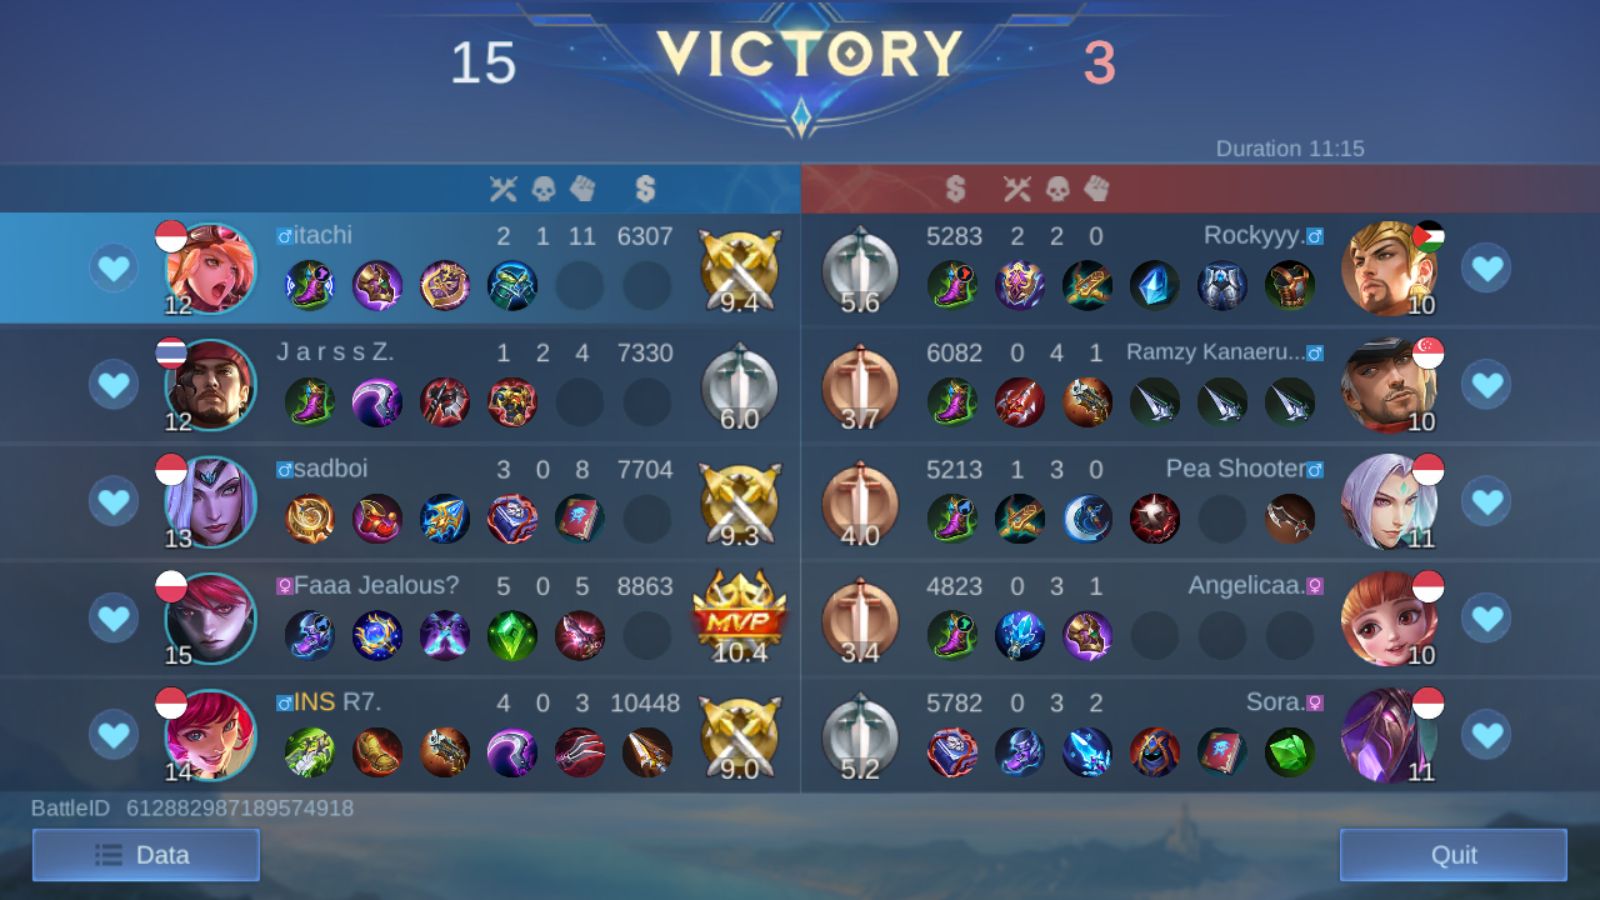 15 VICTORY 3
Duration 11:15
itachi 2 1 11 6307
12 9.4
5283 2 2 0 Rockyyy.
5.6 10
J a r s s Z. 1 2 4 7330
12 6.0
6082 0 4 1 Ramzy Kanaeru...
3.7 10
sadboi 3 0 8 7704
13 9.3
5213 1 3 0 Pea Shooter
4.0 11
Faaa Jealous? 5 0 5 8863
MVP
15 10.4
4823 0 3 1 Angelicaa.
3.4 10
INS R7. 4 0 3 10448
14 9.0
5782 0 3 2 Sora.
5.2 11
BattleID 612882987189574918
Data
Quit